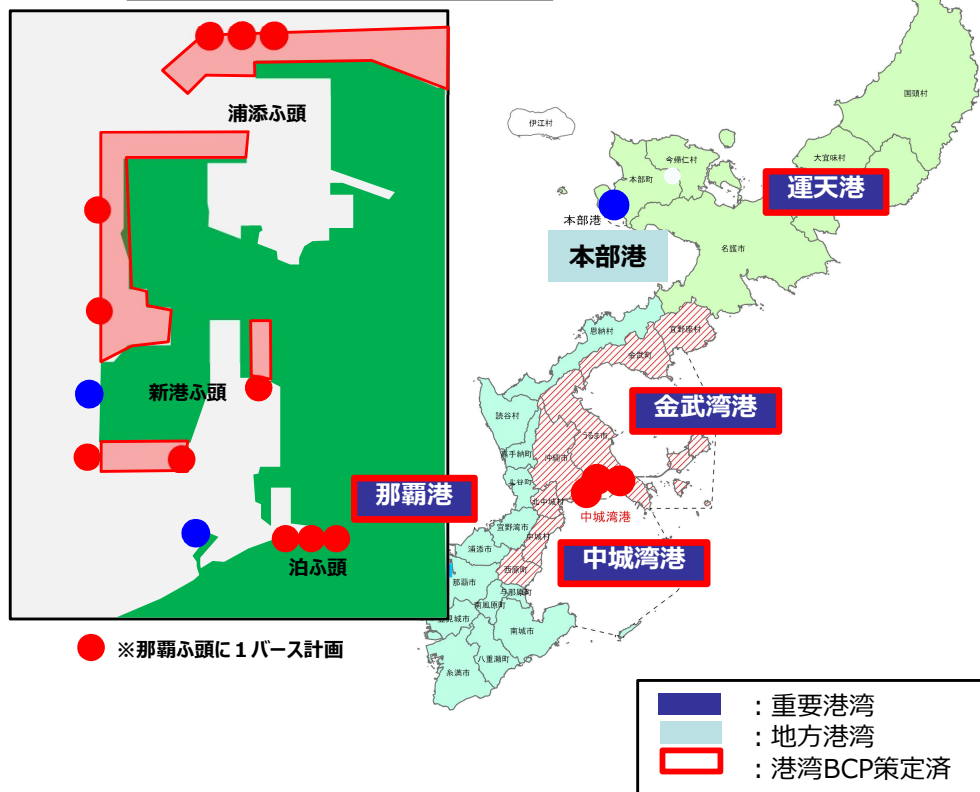 浦添ふ頭
新港ふ頭
泊ふ頭
※那覇ふ頭に1バース計画
伊江村
国頭村
大宜味村
今帰仁村
本部町
運天港
本部港
本部港
名護市
恩納村
宜野座村
金武町
金武湾港
読谷村
うるま市
嘉手納町
沖縄市
北谷町
那覇港
北中城村
中城湾港
宜野湾市
中城村
中城湾港
浦添市
西原町
那覇市
与那原町
南風原町
豊見城市
南城市
八重瀬町
糸満市
：重要港湾
：地方港湾
：港湾BCP策定済